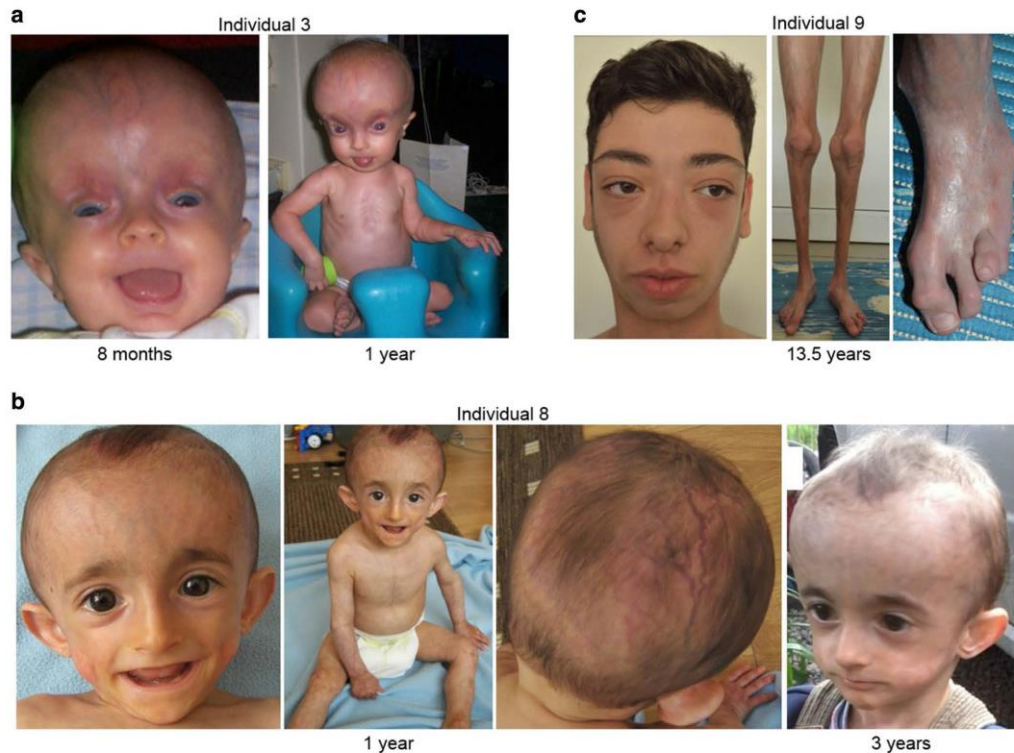 a
Individual 3
8 months
1 year
c
Individual 9
13.5 years
b
Individual 8
1 year
3 years